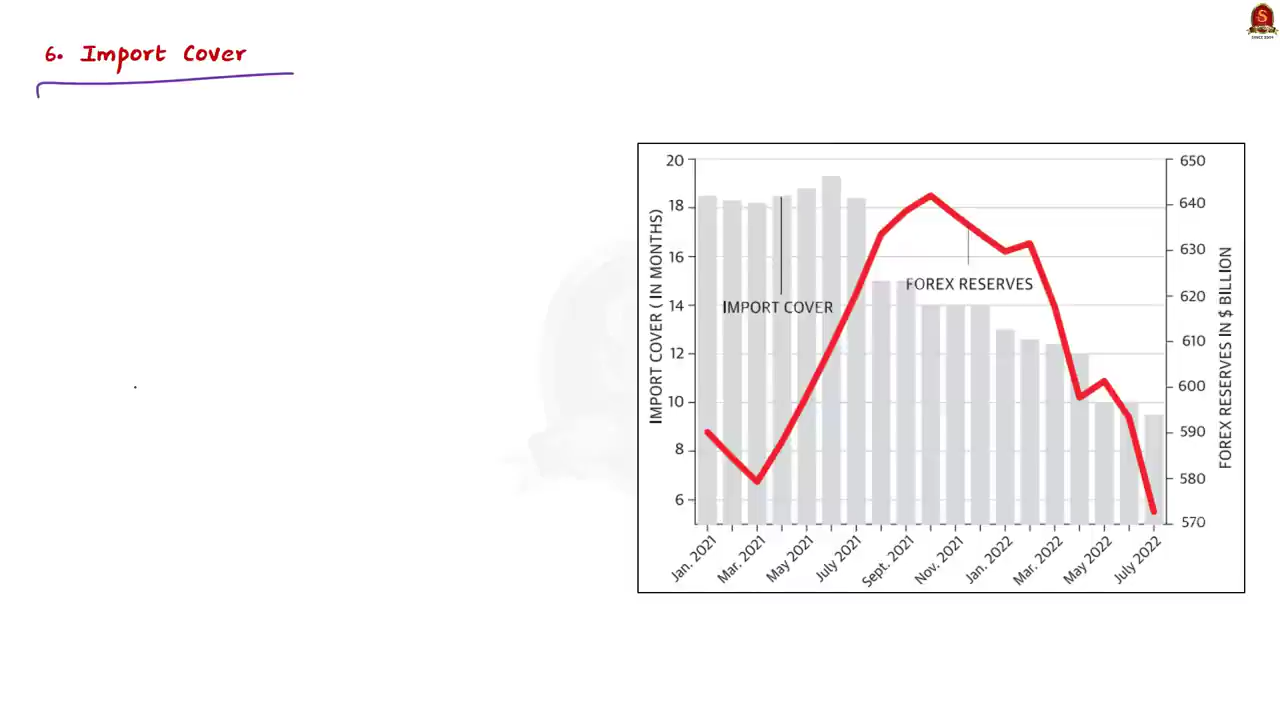 6. Import Cover
S
SINCE 2004
20
18
16
14
12
10
8
6
IMPORT COVER ( IN MONTHS)
IMPORT COVER
FOREX RESERVES
650
640
630
620
610
600
590
580
570
FOREX RESERVES IN $ BILLION
Jan. 2021
Mar. 2021
May 2021
July 2021
Sept. 2021
Nov. 2021
Jan. 2022
Mar. 2022
May 2022
July 2022